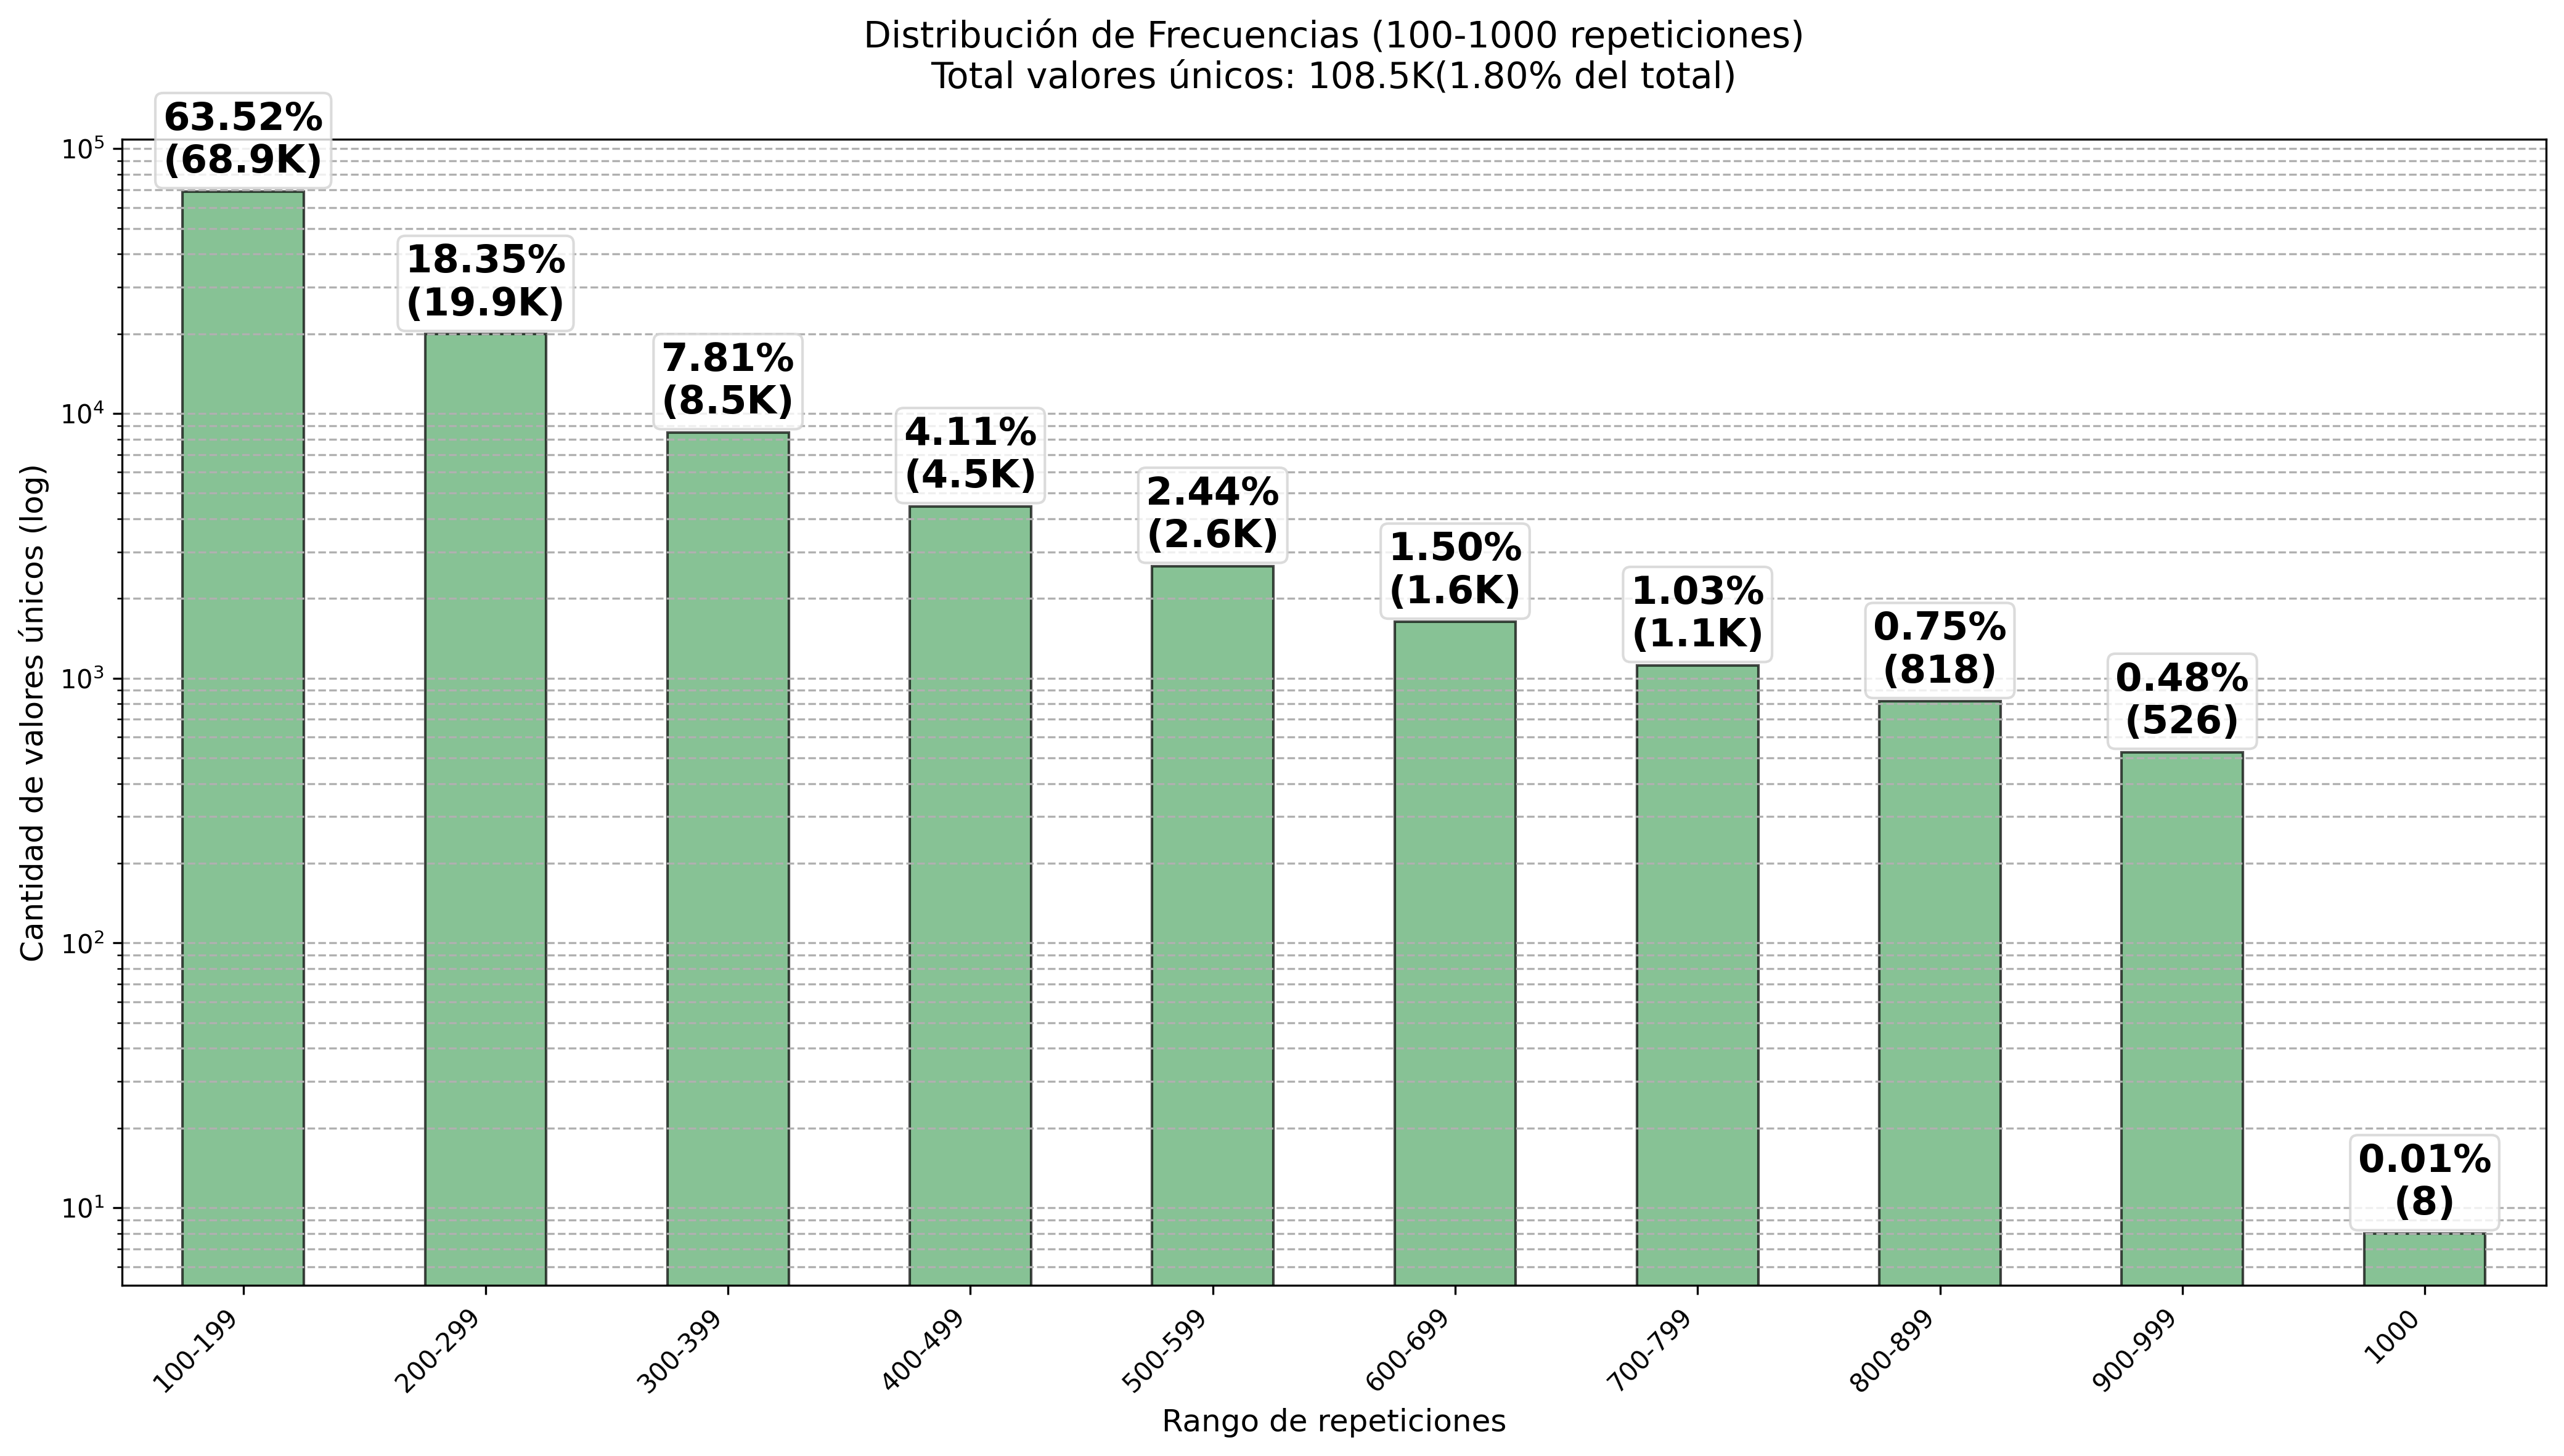 Distribución de Frecuencias (100-1000 repeticiones)
Total valores únicos: 108.5K(1.80% del total)
63.52%
(68.9K)
18.35%
(19.9K)
7.81%
(8.5K)
4.11%
(4.5K)
2.44%
(2.6K)
1.50%
(1.6K)
1.03%
(1.1K)
0.75%
(818)
0.48%
(526)
0.01%
(8)
Cantidad de valores únicos (log)
10⁵
10⁴
10³
10²
10¹
100-199
200-299
300-399
400-499
500-599
600-699
700-799
800-899
900-999
1000
Rango de repeticiones